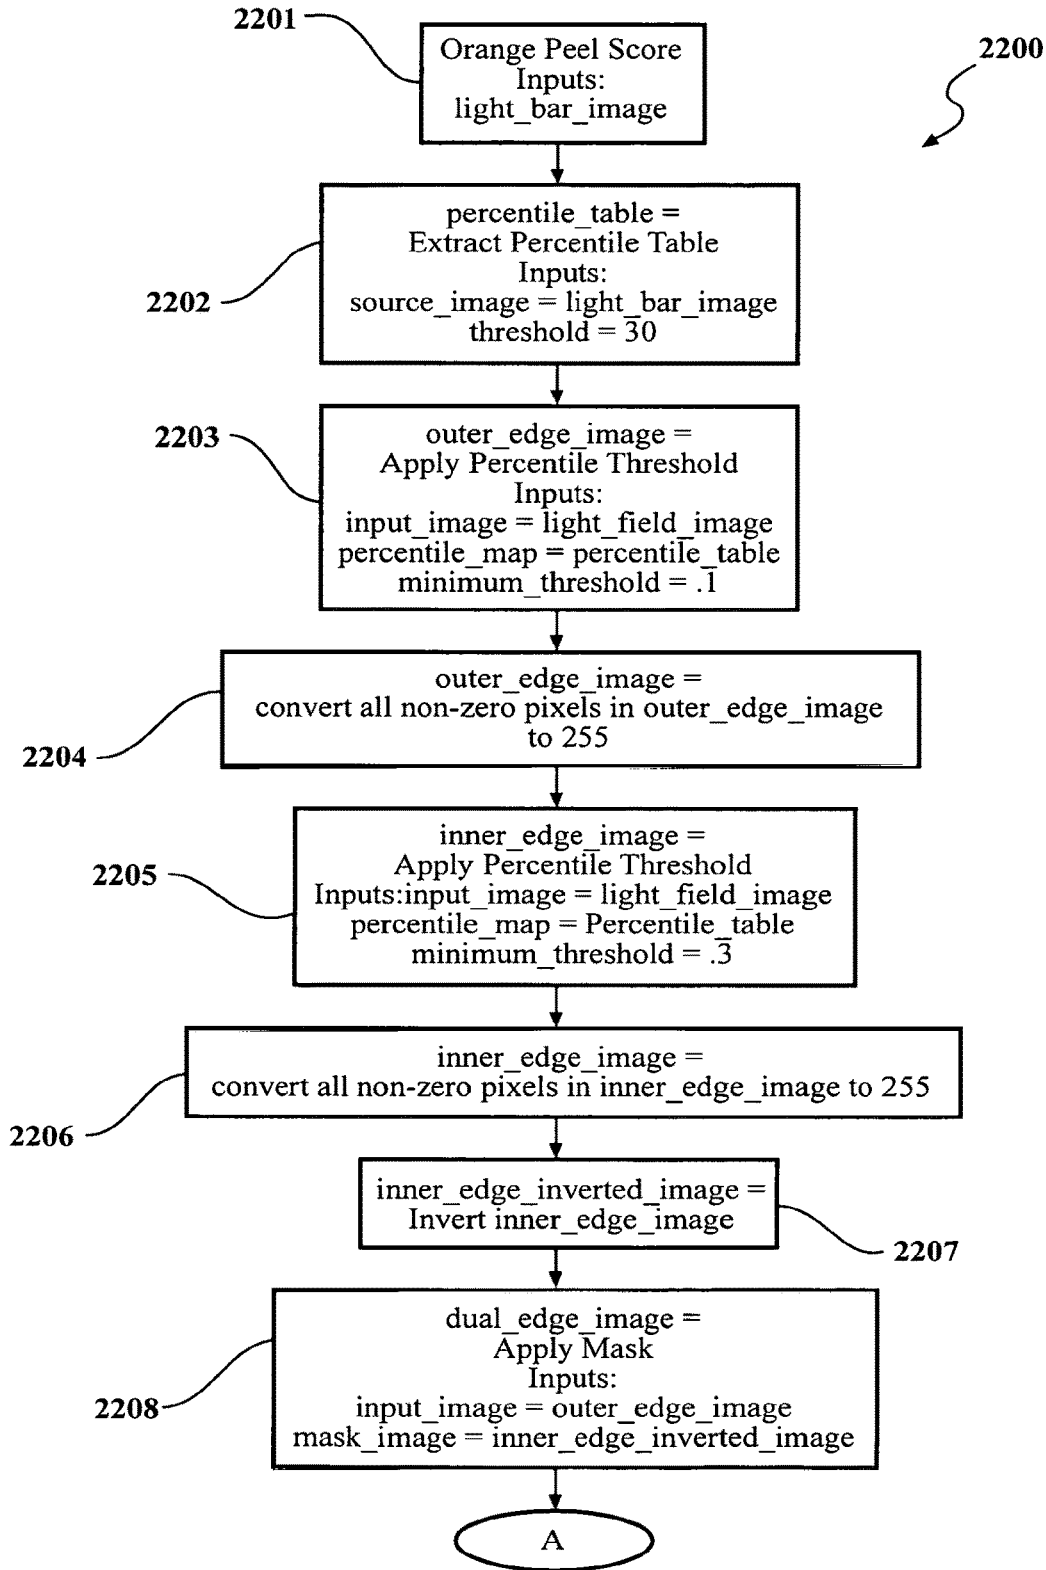 2201
Orange Peel Score
Inputs:
light_bar_image
2200
percentile_table =
Extract Percentile Table
Inputs:
source_image = light_bar_image
threshold = 30
2202
2203
outer_edge_image =
Apply Percentile Threshold
Inputs:
input_image = light_field_image
percentile_map = percentile_table
minimum_threshold = .1
outer_edge_image =
convert all non-zero pixels in outer_edge_image
to 255
2204
inner_edge_image =
Apply Percentile Threshold
Inputs:input_image = light_field_image
percentile_map = Percentile_table
minimum_threshold = .3
2205
inner_edge_image =
convert all non-zero pixels in inner_edge_image to 255
2206
inner_edge_inverted_image =
Invert inner_edge_image
2207
dual_edge_image =
Apply Mask
Inputs:
input_image = outer_edge_image
mask_image = inner_edge_inverted_image
2208
A